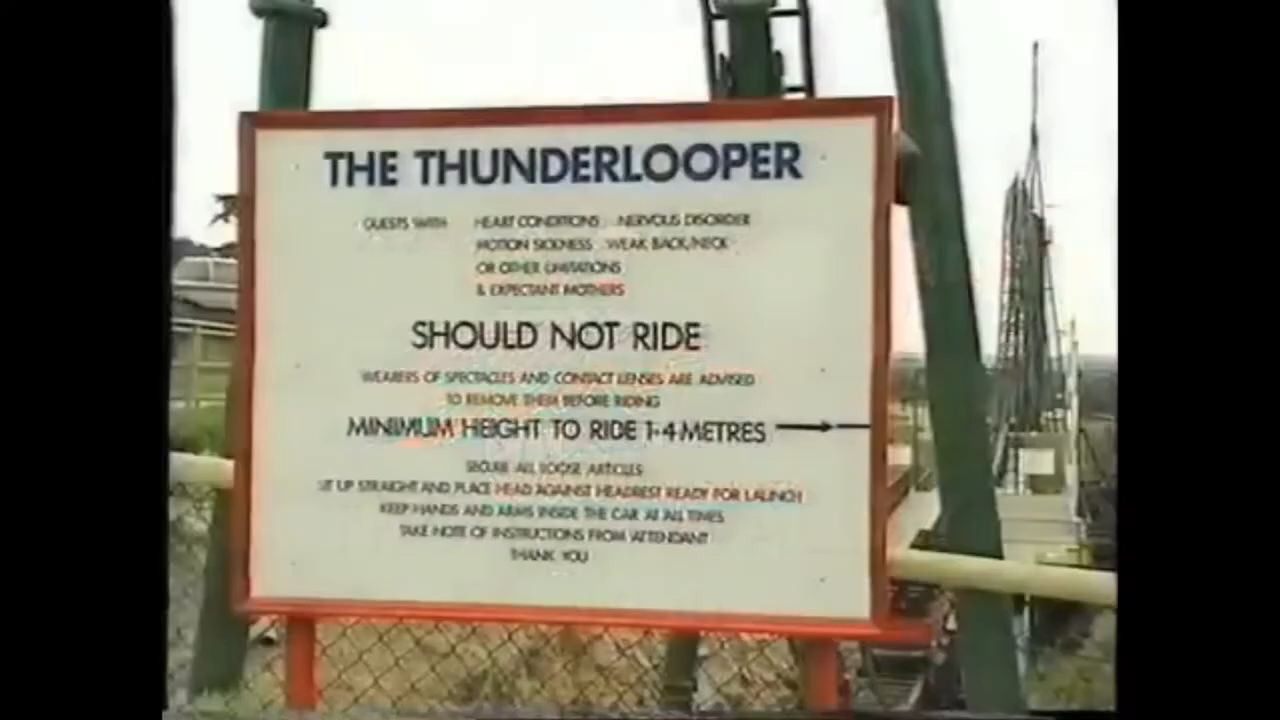 THE THUNDERLOOPER
GUESTS WITH HEART CONDITIONS NERVOUS DISORDER
MOTION SICKNESS WEAK BACK/NECK
OR OTHER LIMITATIONS
& EXPECTANT MOTHERS
SHOULD NOT RIDE
WEARERS OF SPECTACLES AND CONTACT LENSES ARE ADVISED
TO REMOVE THEM BEFORE RIDING
MINIMUM HEIGHT TO RIDE 1·4 METRES
SECURE ALL LOOSE ARTICLES
SIT UP STRAIGHT AND PLACE HEAD AGAINST HEADREST READY FOR LAUNCH
KEEP HANDS AND ARMS INSIDE THE CAR AT ALL TIMES
TAKE NOTE OF INSTRUCTIONS FROM ATTENDANT
THANK YOU